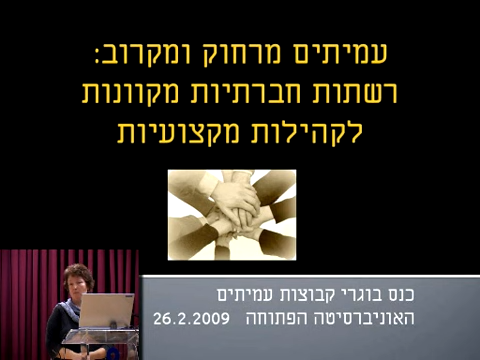 עמיתים מרחוק ומקרוב:
רשתות חברתיות מקוונות
לקהילות מקצועיות
כנס בוגרי קבוצות עמיתים
האוניברסיטה הפתוחה 26.2.2009